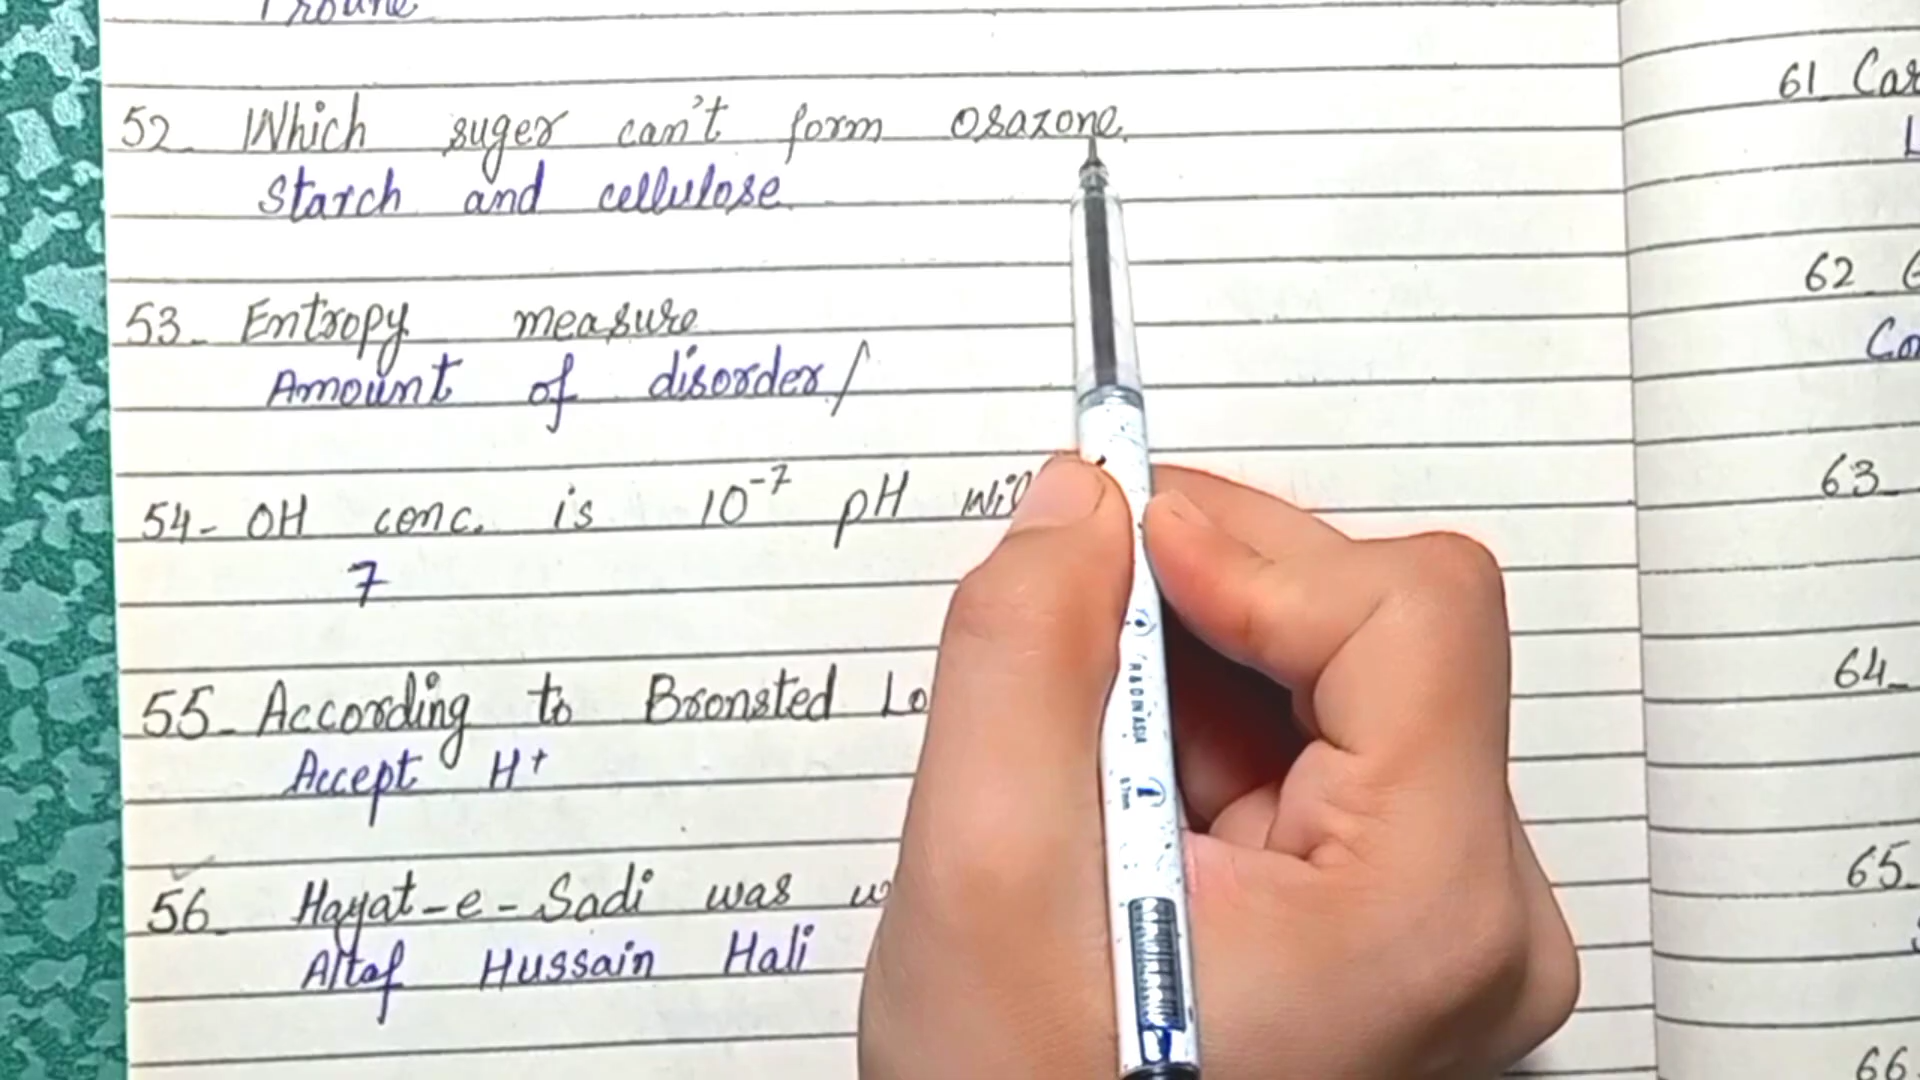 52. Which suger can't form osazone.
Starch and cellulose
53. Entropy measure
Amount of disorder/
54- OH conc. is 10⁻⁷ pH
7
55- According to Bronsted
Accept H⁺
56. Hayat-e-Sadi was
Altaf Hussain Hali
61
62
63
64
65
66